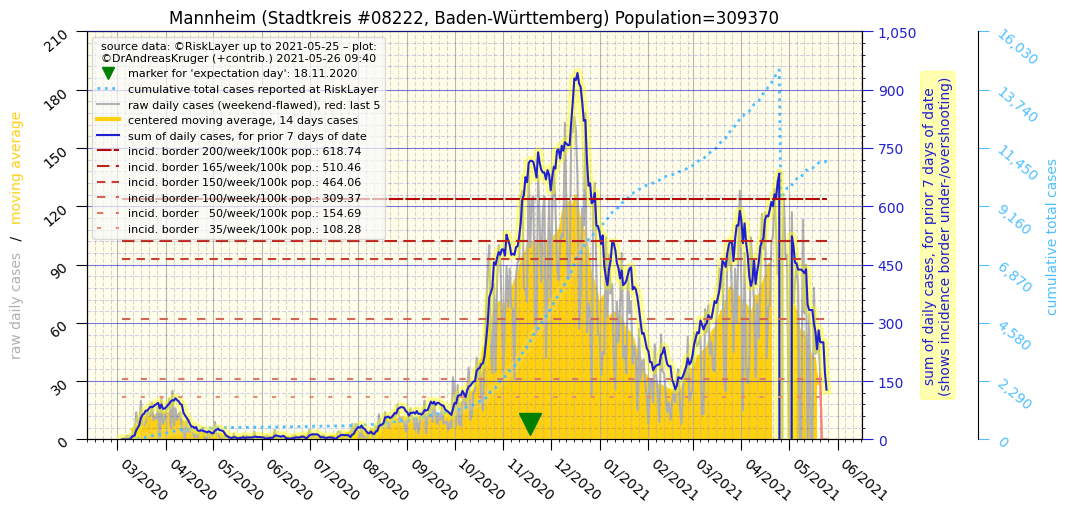 Mannheim (Stadtkreis #08222, Baden-Württemberg) Population=309370
source data: ©RiskLayer up to 2021-05-25 – plot:
©DrAndreasKruger (+contrib.) 2021-05-26 09:40
marker for 'expectation day': 18.11.2020
cumulative total cases reported at RiskLayer
raw daily cases (weekend-flawed), red: last 5
centered moving average, 14 days cases
sum of daily cases, for prior 7 days of date
incid. border 200/week/100k pop.: 618.74
incid. border 165/week/100k pop.: 510.46
incid. border 150/week/100k pop.: 464.06
incid. border 100/week/100k pop.: 309.37
incid. border 50/week/100k pop.: 154.69
incid. border 35/week/100k pop.: 108.28
raw daily cases / moving average
210
180
150
120
90
60
30
0
03/2020
04/2020
05/2020
06/2020
07/2020
08/2020
09/2020
10/2020
11/2020
12/2020
01/2021
02/2021
03/2021
04/2021
05/2021
06/2021
1,050
900
750
600
450
300
150
0
sum of daily cases, for prior 7 days of date
(shows incidence border under-/overshooting)
16,030
13,740
11,450
9,160
6,870
4,580
2,290
0
cumulative total cases